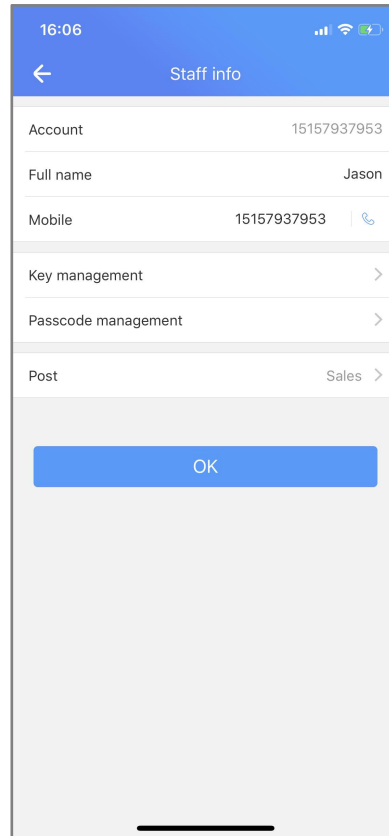 16:06
Staff info
Account 15157937953
Full name Jason
Mobile 15157937953
Key management
Passcode management
Post Sales
OK